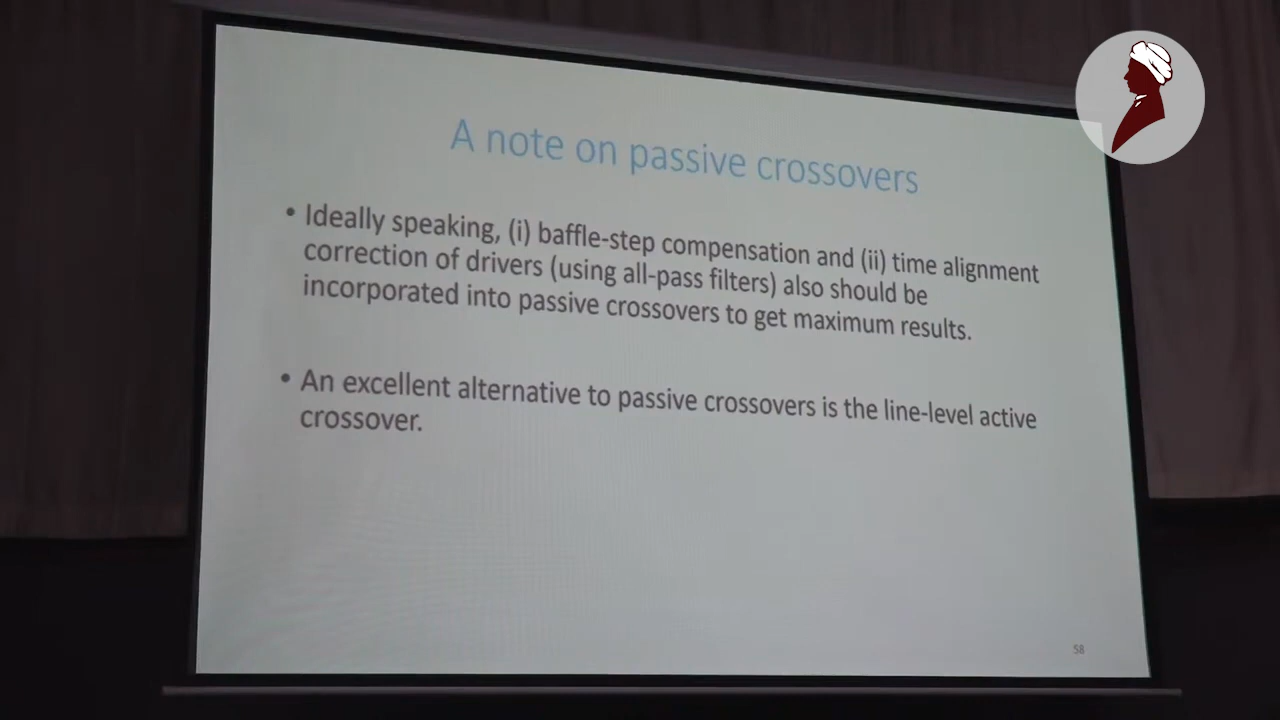 A note on passive crossovers
• Ideally speaking, (i) baffle-step compensation and (ii) time alignment
correction of drivers (using all-pass filters) also should be
incorporated into passive crossovers to get maximum results.
• An excellent alternative to passive crossovers is the line-level active
crossover.
58